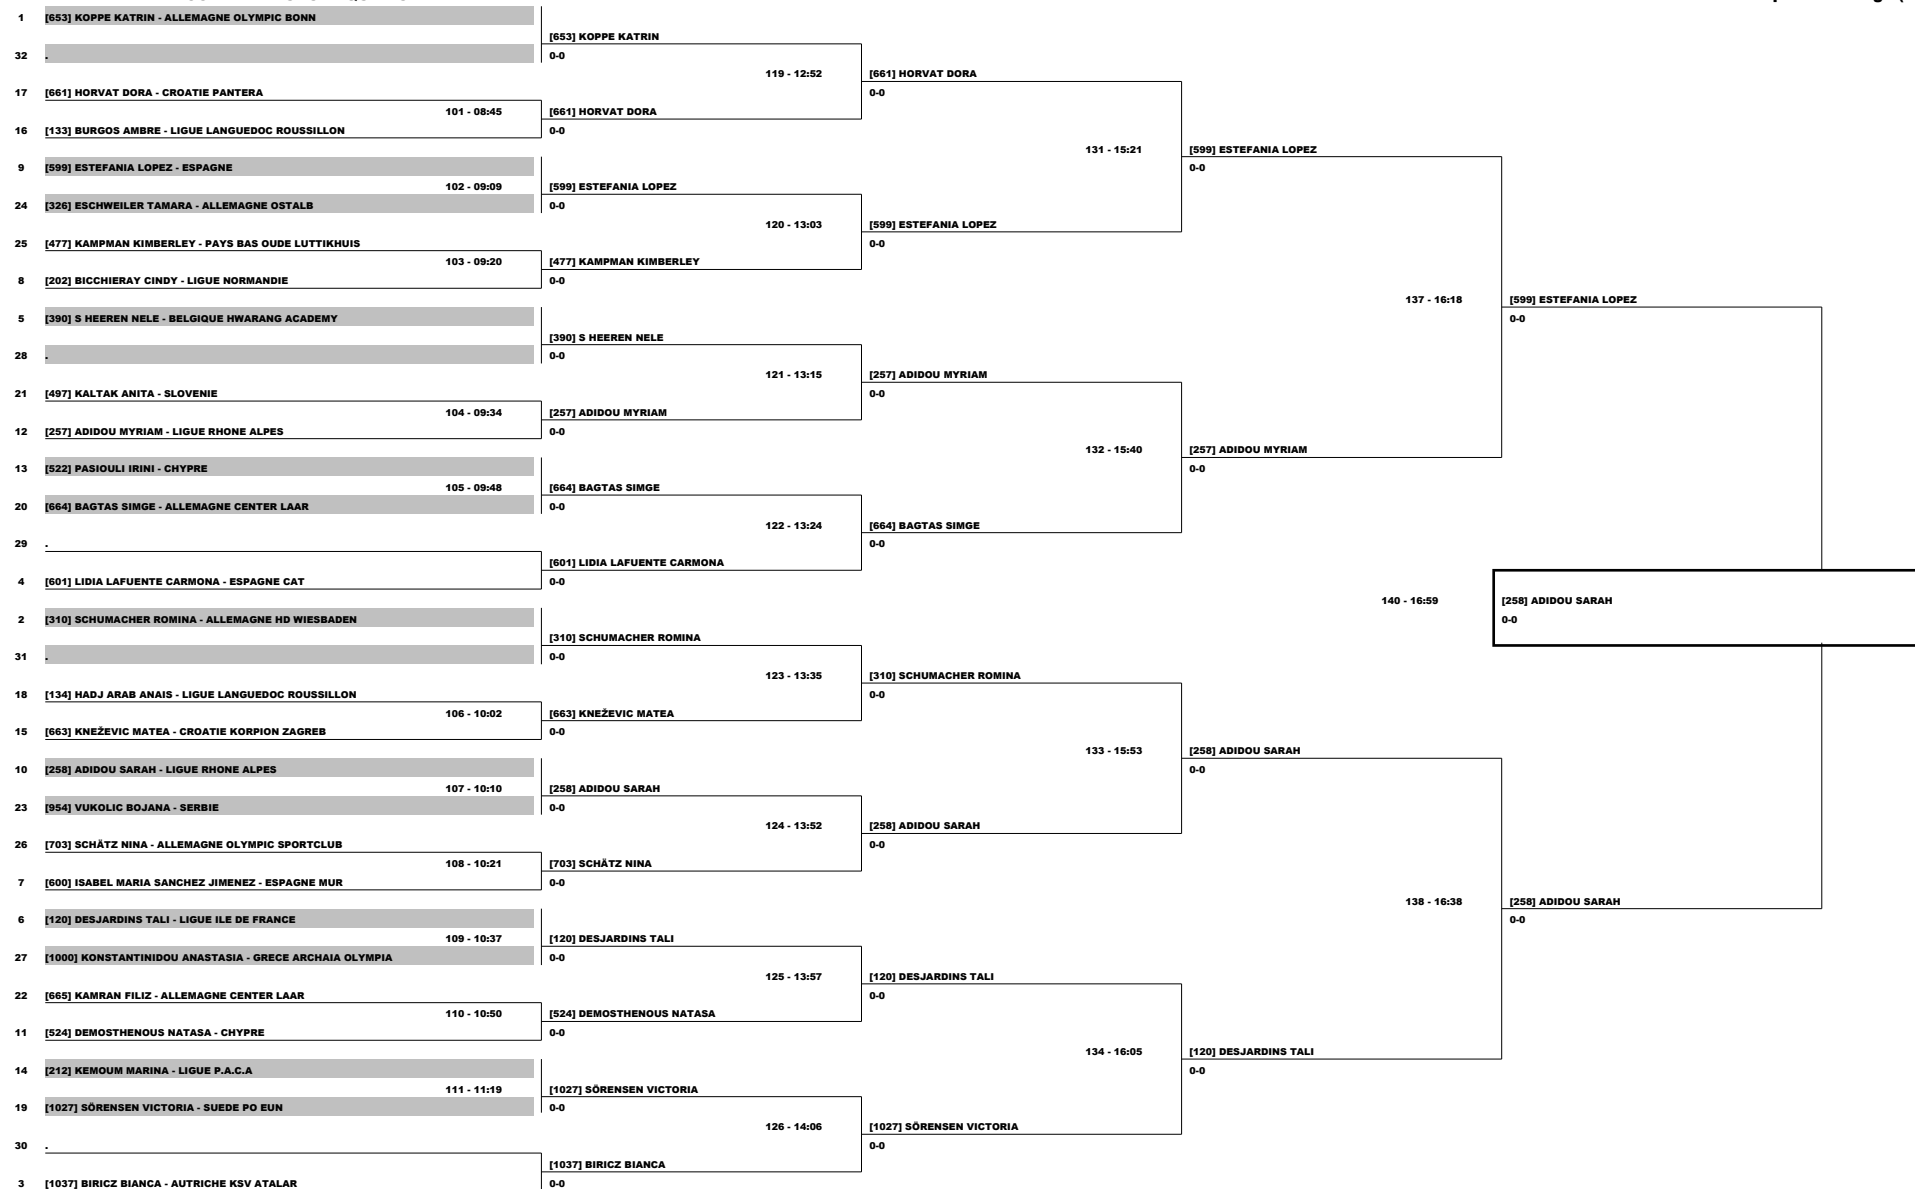 1 [653] KOPPE KATRIN - ALLEMAGNE OLYMPIC BONN
[653] KOPPE KATRIN
32 . 0-0
119 - 12:52 [661] HORVAT DORA
17 [661] HORVAT DORA - CROATIE PANTERA 0-0
101 - 08:45 [661] HORVAT DORA
16 [133] BURGOS AMBRE - LIGUE LANGUEDOC ROUSSILLON 0-0
131 - 15:21 [599] ESTEFANIA LOPEZ
9 [599] ESTEFANIA LOPEZ - ESPAGNE 0-0
102 - 09:09 [599] ESTEFANIA LOPEZ
24 [326] ESCHWEILER TAMARA - ALLEMAGNE OSTALB 0-0
120 - 13:03 [599] ESTEFANIA LOPEZ
25 [477] KAMPMAN KIMBERLEY - PAYS BAS OUDE LUTTIKHUIS 0-0
103 - 09:20 [477] KAMPMAN KIMBERLEY
8 [202] BICCHIERAY CINDY - LIGUE NORMANDIE 0-0
137 - 16:18 [599] ESTEFANIA LOPEZ
5 [390] S HEEREN NELE - BELGIQUE HWARANG ACADEMY 0-0
[390] S HEEREN NELE
28 . 0-0
121 - 13:15 [257] ADIDOU MYRIAM
21 [497] KALTAK ANITA - SLOVENIE 0-0
104 - 09:34 [257] ADIDOU MYRIAM
12 [257] ADIDOU MYRIAM - LIGUE RHONE ALPES 0-0
132 - 15:40 [257] ADIDOU MYRIAM
13 [522] PASIOULI IRINI - CHYPRE 0-0
105 - 09:48 [664] BAGTAS SIMGE
20 [664] BAGTAS SIMGE - ALLEMAGNE CENTER LAAR 0-0
122 - 13:24 [664] BAGTAS SIMGE
29 . 0-0
[601] LIDIA LAFUENTE CARMONA
4 [601] LIDIA LAFUENTE CARMONA - ESPAGNE CAT 0-0
140 - 16:59 [258] ADIDOU SARAH
2 [310] SCHUMACHER ROMINA - ALLEMAGNE HD WIESBADEN 0-0
[310] SCHUMACHER ROMINA
31 . 0-0
123 - 13:35 [310] SCHUMACHER ROMINA
18 [134] HADJ ARAB ANAIS - LIGUE LANGUEDOC ROUSSILLON 0-0
106 - 10:02 [663] KNEŽEVIC MATEA
15 [663] KNEŽEVIC MATEA - CROATIE KORPION ZAGREB 0-0
133 - 15:53 [258] ADIDOU SARAH
10 [258] ADIDOU SARAH - LIGUE RHONE ALPES 0-0
107 - 10:10 [258] ADIDOU SARAH
23 [954] VUKOLIC BOJANA - SERBIE 0-0
124 - 13:52 [258] ADIDOU SARAH
26 [703] SCHÄTZ NINA - ALLEMAGNE OLYMPIC SPORTCLUB 0-0
108 - 10:21 [703] SCHÄTZ NINA
7 [600] ISABEL MARIA SANCHEZ JIMENEZ - ESPAGNE MUR 0-0
138 - 16:38 [258] ADIDOU SARAH
6 [120] DESJARDINS TALI - LIGUE ILE DE FRANCE 0-0
109 - 10:37 [120] DESJARDINS TALI
27 [1000] KONSTANTINIDOU ANASTASIA - GRECE ARCHAIA OLYMPIA 0-0
125 - 13:57 [120] DESJARDINS TALI
22 [665] KAMRAN FILIZ - ALLEMAGNE CENTER LAAR 0-0
110 - 10:50 [524] DEMOSTHENOUS NATASA
11 [524] DEMOSTHENOUS NATASA - CHYPRE 0-0
134 - 16:05 [120] DESJARDINS TALI
14 [212] KEMOUM MARINA - LIGUE P.A.C.A 0-0
111 - 11:19 [1027] SÖRENSEN VICTORIA
19 [1027] SÖRENSEN VICTORIA - SUEDE PO EUN 0-0
126 - 14:06 [1027] SÖRENSEN VICTORIA
30 . 0-0
[1037] BIRICZ BIANCA
3 [1037] BIRICZ BIANCA - AUTRICHE KSV ATALAR 0-0